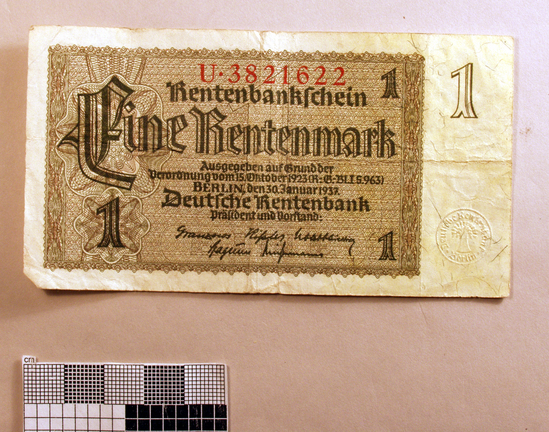 U·3821622
1
Rentenbankschein
1
Eine Rentenmark
Ausgegeben auf Grund der
Verordnung vom 15. Oktober 1923 (R-G-Bl. I S. 963)
BERLIN, den 30. Januar 1937.
Deutsche Rentenbank
Präsident und Vorstand:
1
1
cm